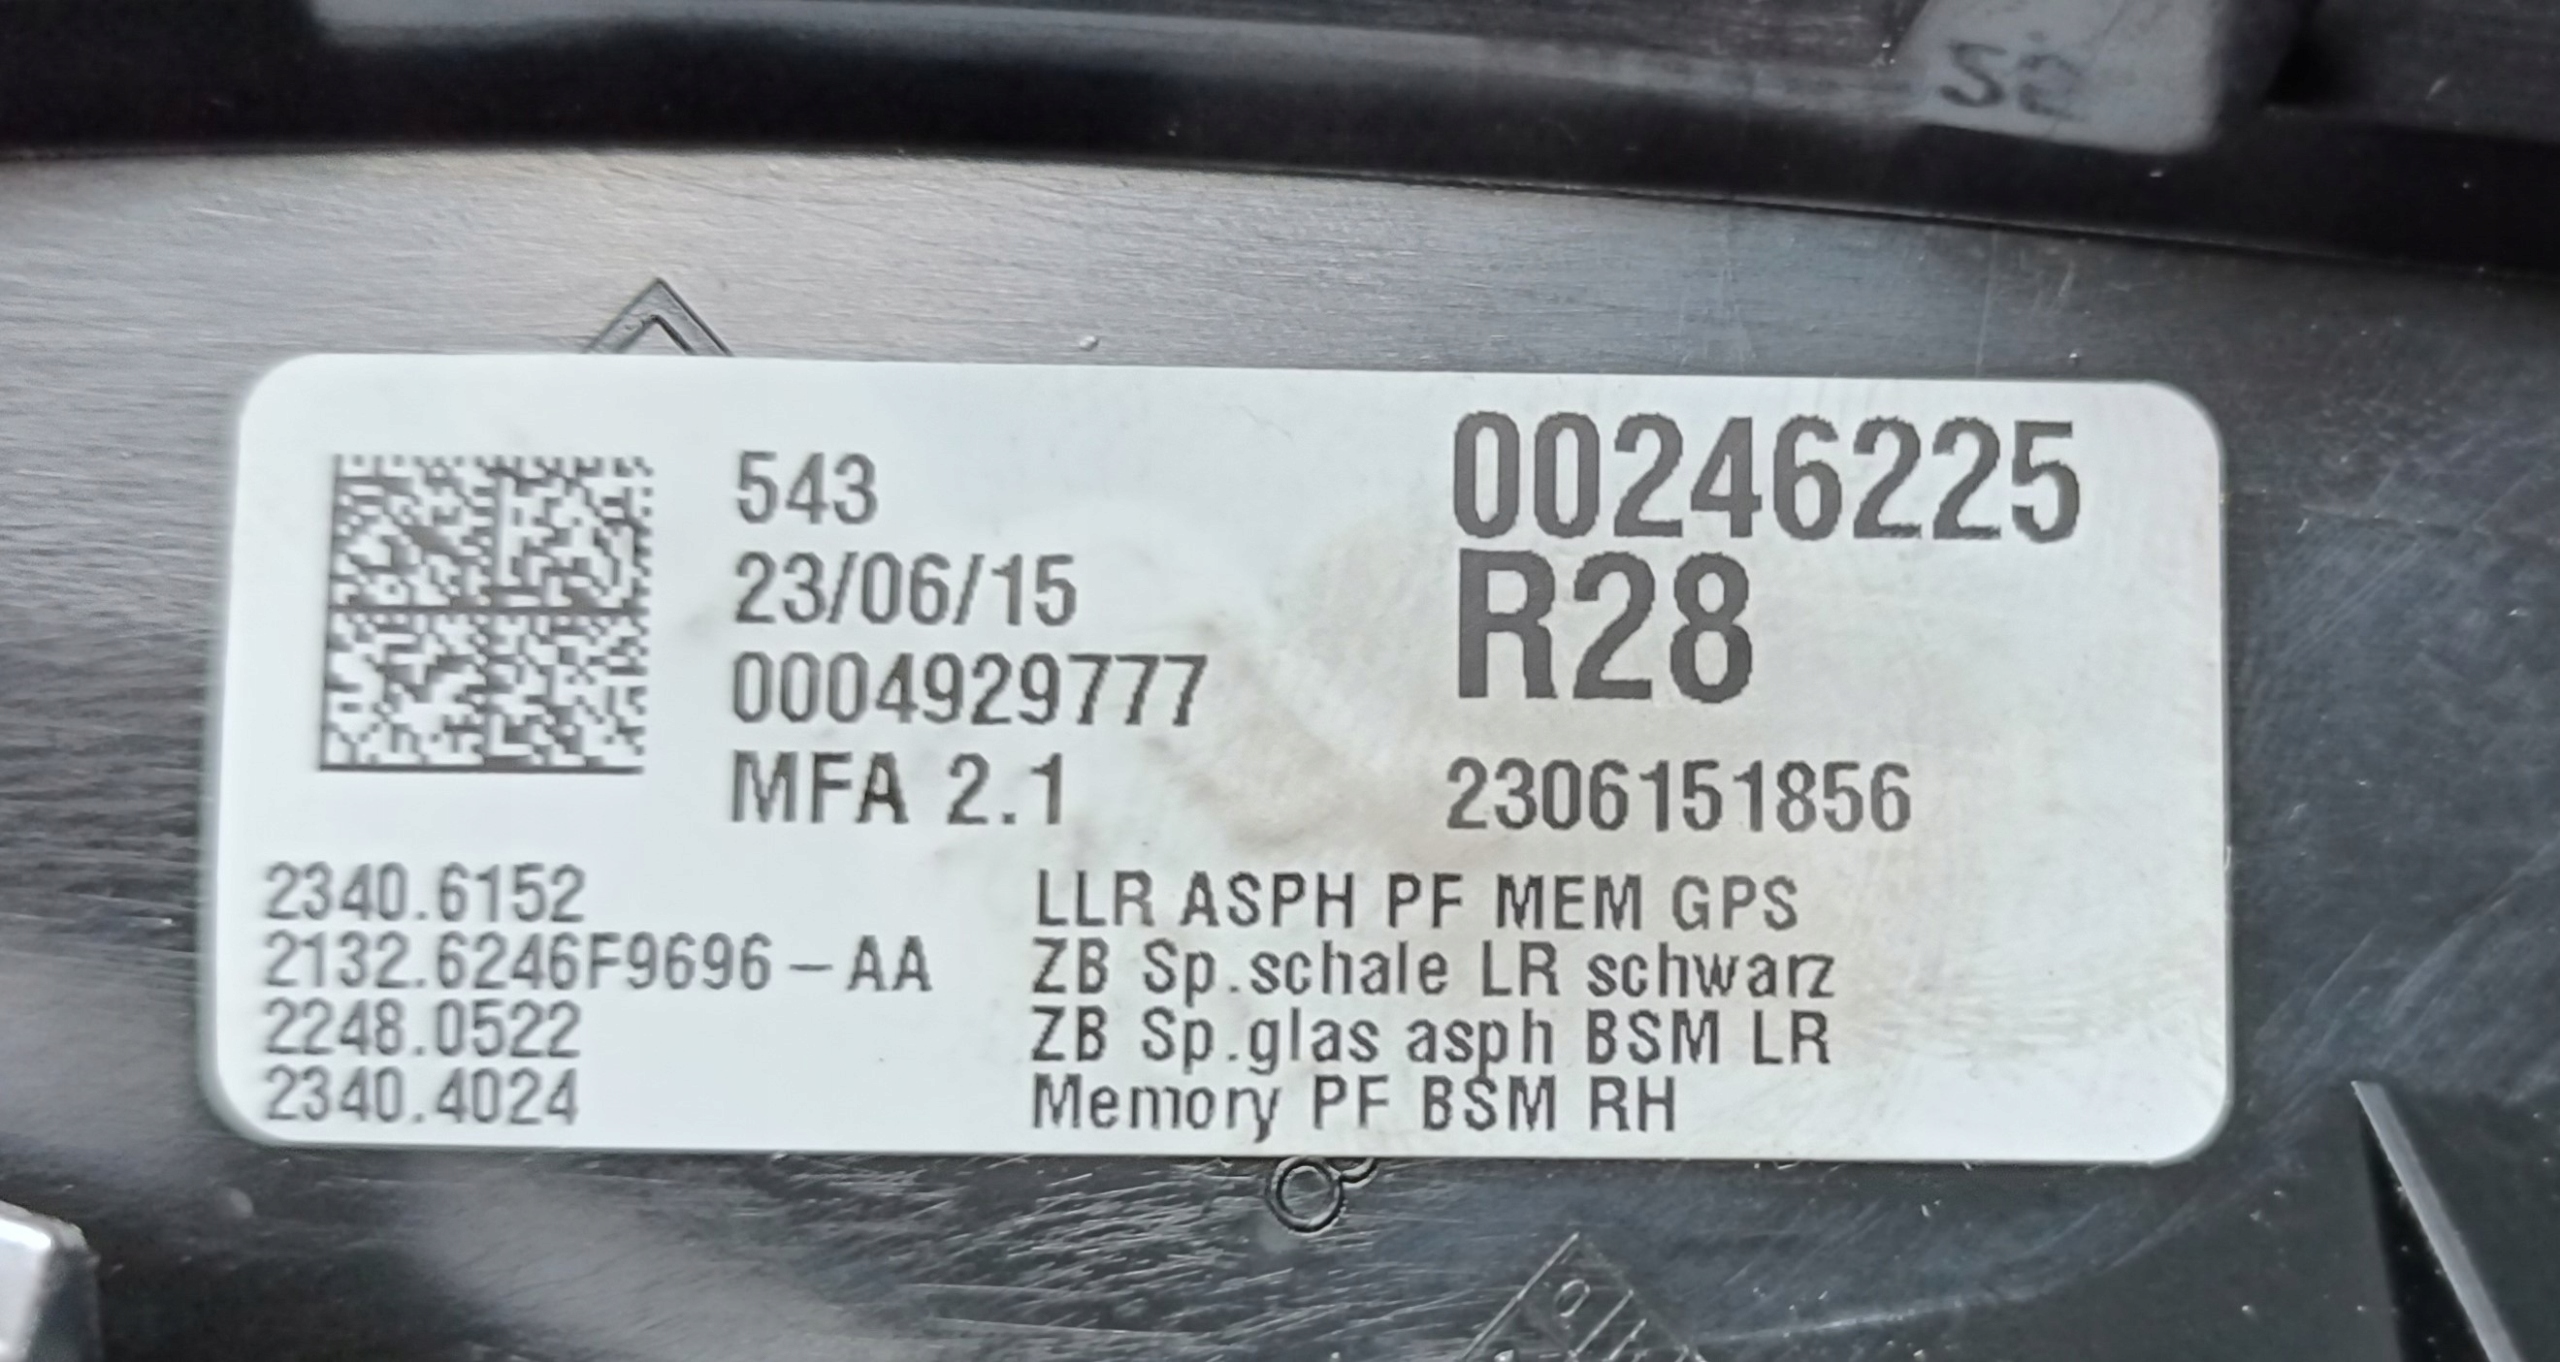 S2
543
23/06/15
0004929777
MFA 2.1
00246225
R28
2306151856
2340.6152 LLR ASPH PF MEM GPS
2132.6246F9696-AA ZB Sp.schale LR schwarz
2248.0522 ZB Sp.glas asph BSM LR
2340.4024 Memory PF BSM RH